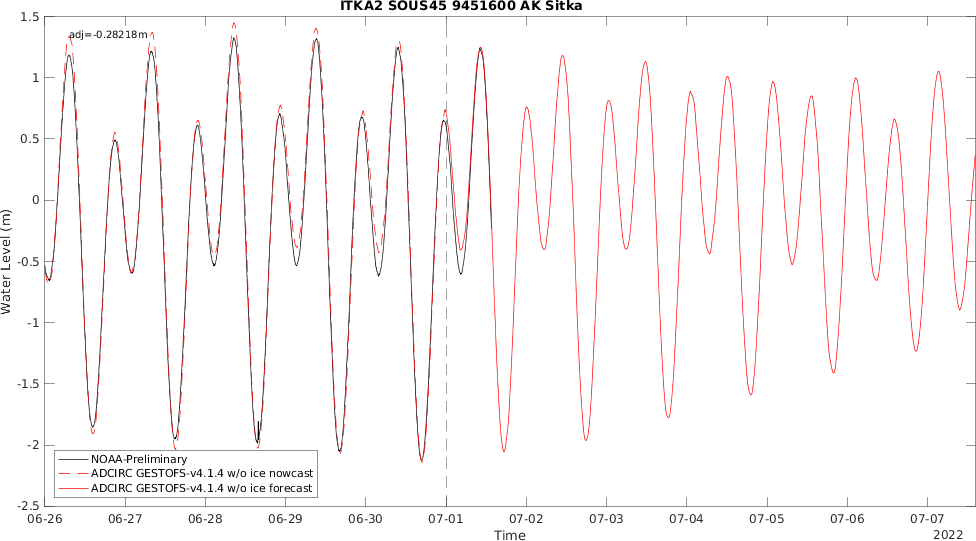 ITKA2 SOUS45 9451600 AK Sitka
adj=-0.28218m
1.5
1
0.5
0
-0.5
-1
-1.5
-2
-2.5
Water Level (m)
NOAA-Preliminary
ADCIRC GESTOFS-v4.1.4 w/o ice nowcast
ADCIRC GESTOFS-v4.1.4 w/o ice forecast
06-26 06-27 06-28 06-29 06-30 07-01 07-02 07-03 07-04 07-05 07-06 07-07
Time
2022